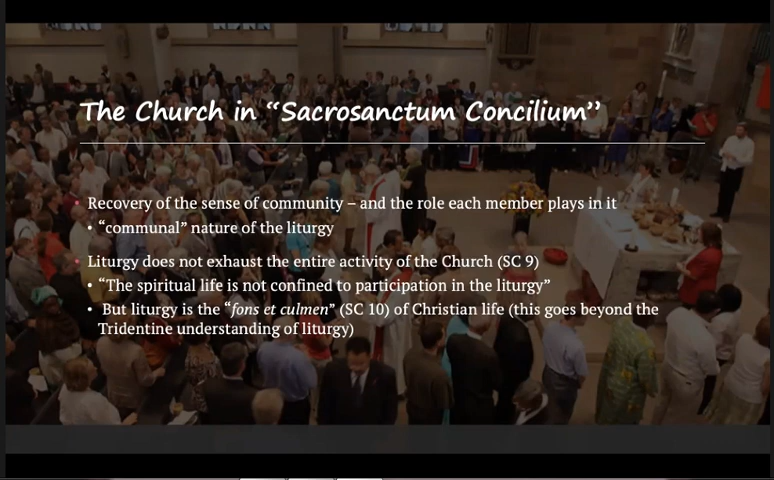 The Church in “Sacrosanctum Concilium”
• Recovery of the sense of community – and the role each member plays in it
• “communal” nature of the liturgy
• Liturgy does not exhaust the entire activity of the Church (SC 9)
• “The spiritual life is not confined to participation in the liturgy”
• But liturgy is the “fons et culmen” (SC 10) of Christian life (this goes beyond the
Tridentine understanding of liturgy)